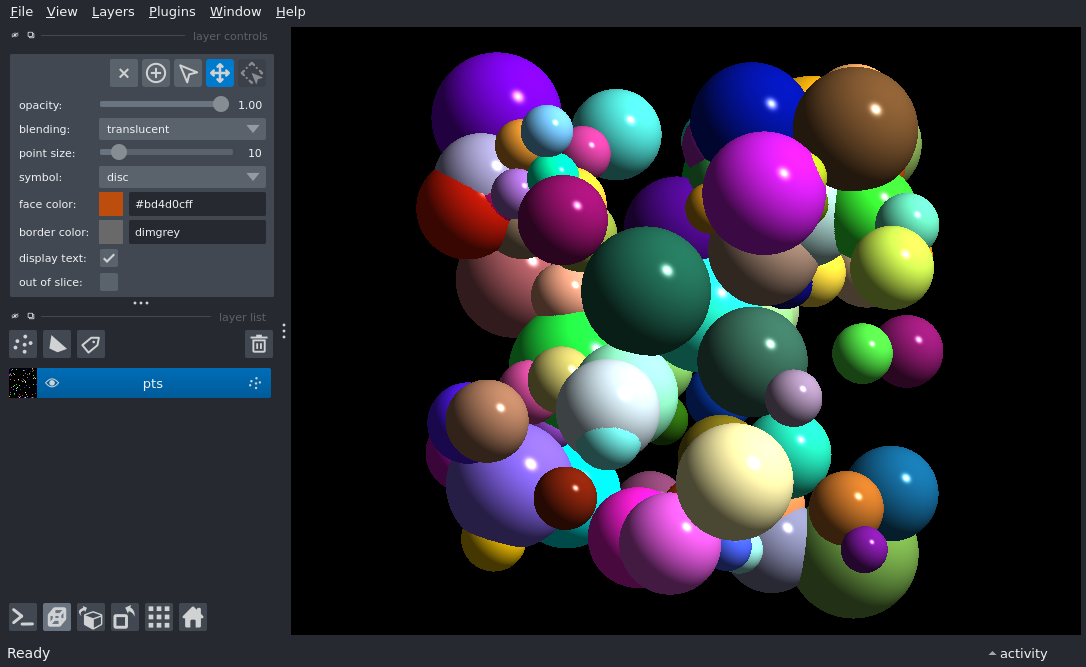 File View Layers Plugins Window Help
layer controls
opacity: 1.00
blending: translucent
point size: 10
symbol: disc
face color: #bd4d0cff
border color: dimgrey
display text:
out of slice:
layer list
pts
Ready
activity